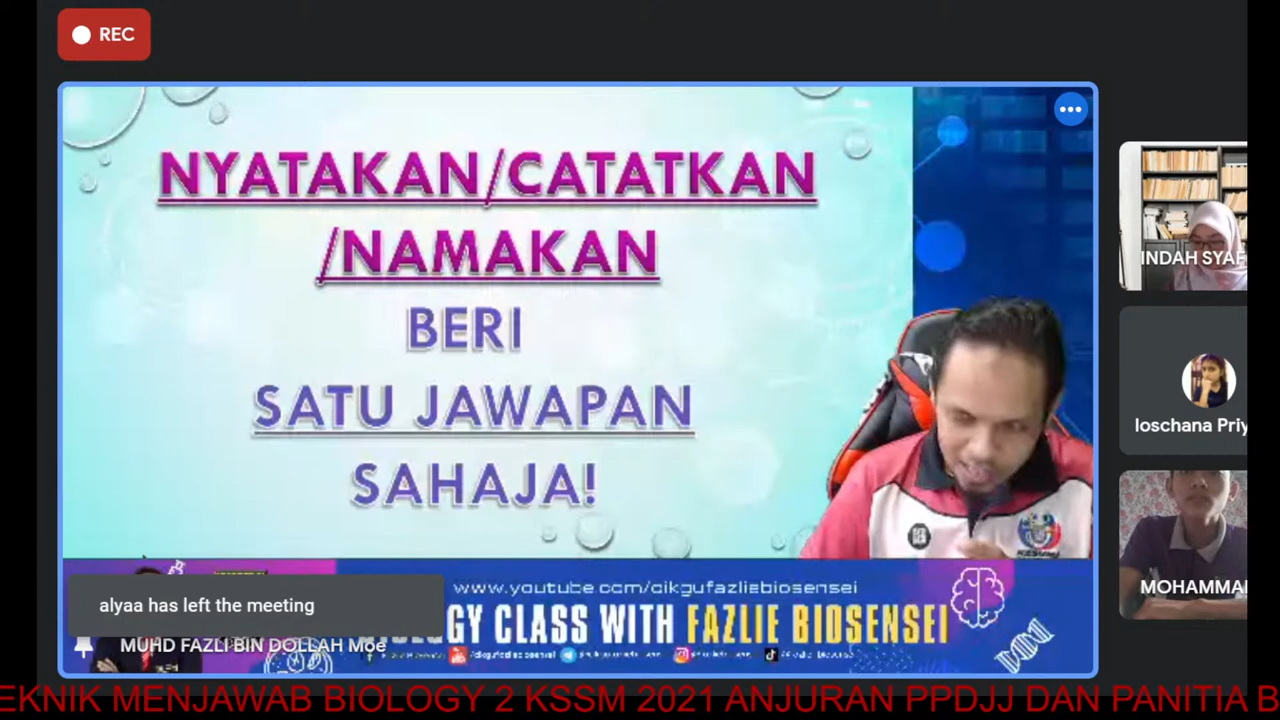 REC
NYATAKAN/CATATKAN
/NAMAKAN
BERI
SATU JAWAPAN
SAHAJA!
INDAH SYAF
loschana Priy
MOHAMMA
www.youtube.com/cikgufazliebiosensei
alyaa has left the meeting
GY CLASS WITH FAZLIE BIOSENSEI
MUHD FAZLI BIN DOLLAH Moe
EKNIK MENJAWAB BIOLOGY 2 KSSM 2021 ANJURAN PPDJJ DAN PANITIA B